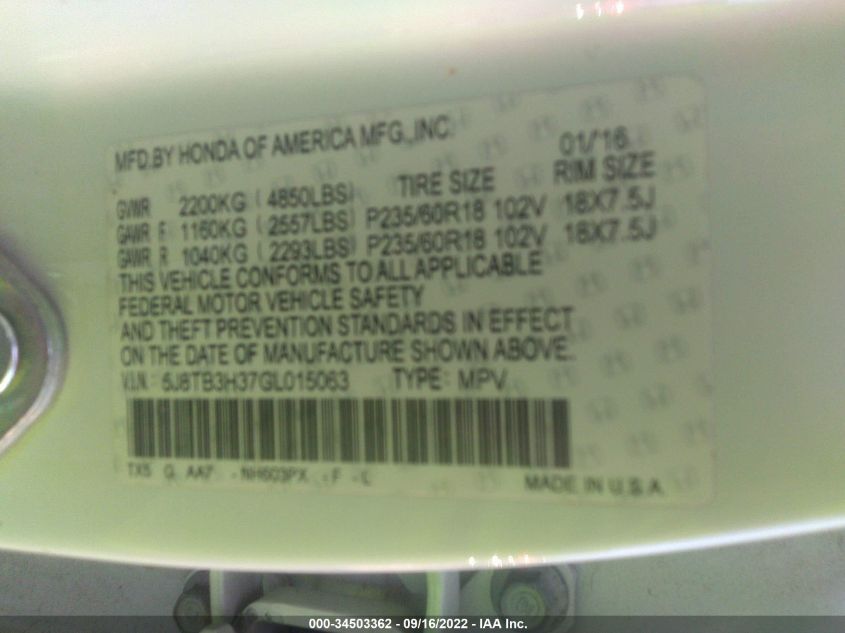 MFD.BY HONDA OF AMERICA MFG.,INC 01/16
GVWR 2200KG (4850LBS) TIRE SIZE RIM SIZE
GAWR F 1160KG (2557LBS) P235/60R18 102V 18X7.5J
GAWR R 1040KG (2293LBS) P235/60R18 102V 18X7.5J
THIS VEHICLE CONFORMS TO ALL APPLICABLE
FEDERAL MOTOR VEHICLE SAFETY
AND THEFT PREVENTION STANDARDS IN EFFECT
ON THE DATE OF MANUFACTURE SHOWN ABOVE.
V.I.N: 5J8TB3H37GL015063 TYPE: MPV
TX5 G NH603PX -F -L MADE IN U.S.A.
000-34503362 - 09/16/2022 - IAA Inc.